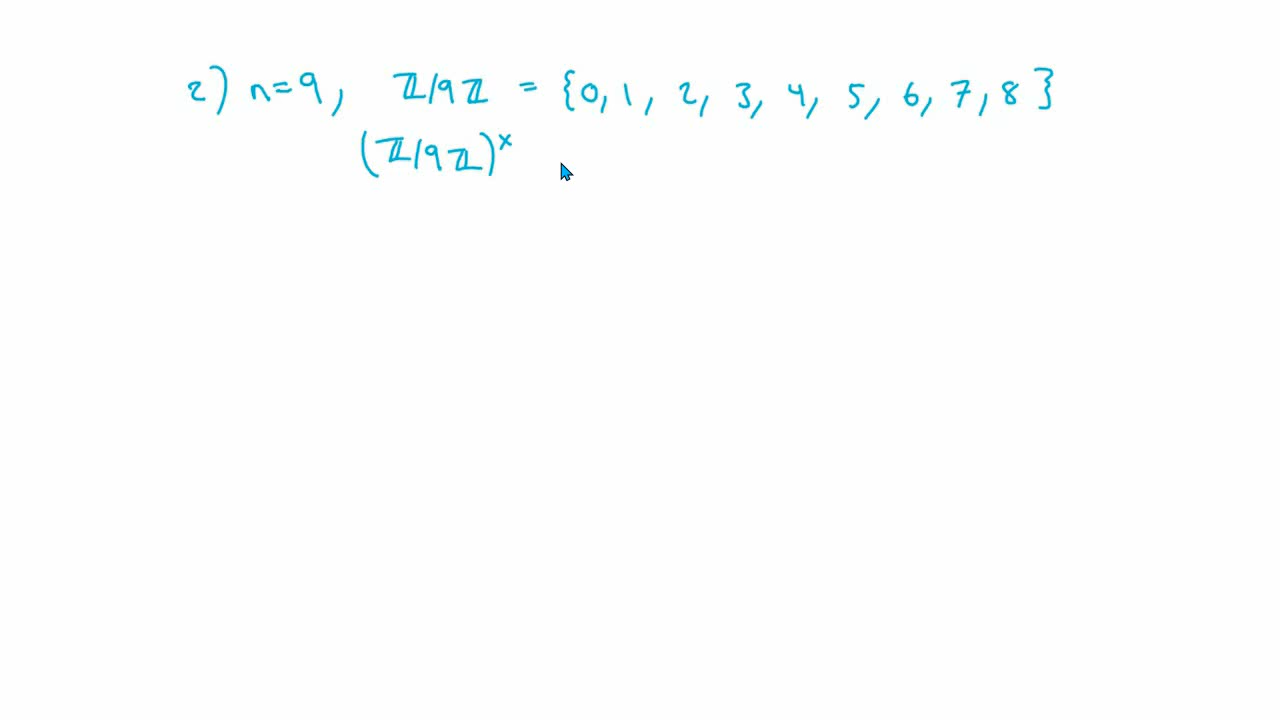 2) n=9, ℤ/9ℤ = {0, 1, 2, 3, 4, 5, 6, 7, 8}
(ℤ/9ℤ)ˣ